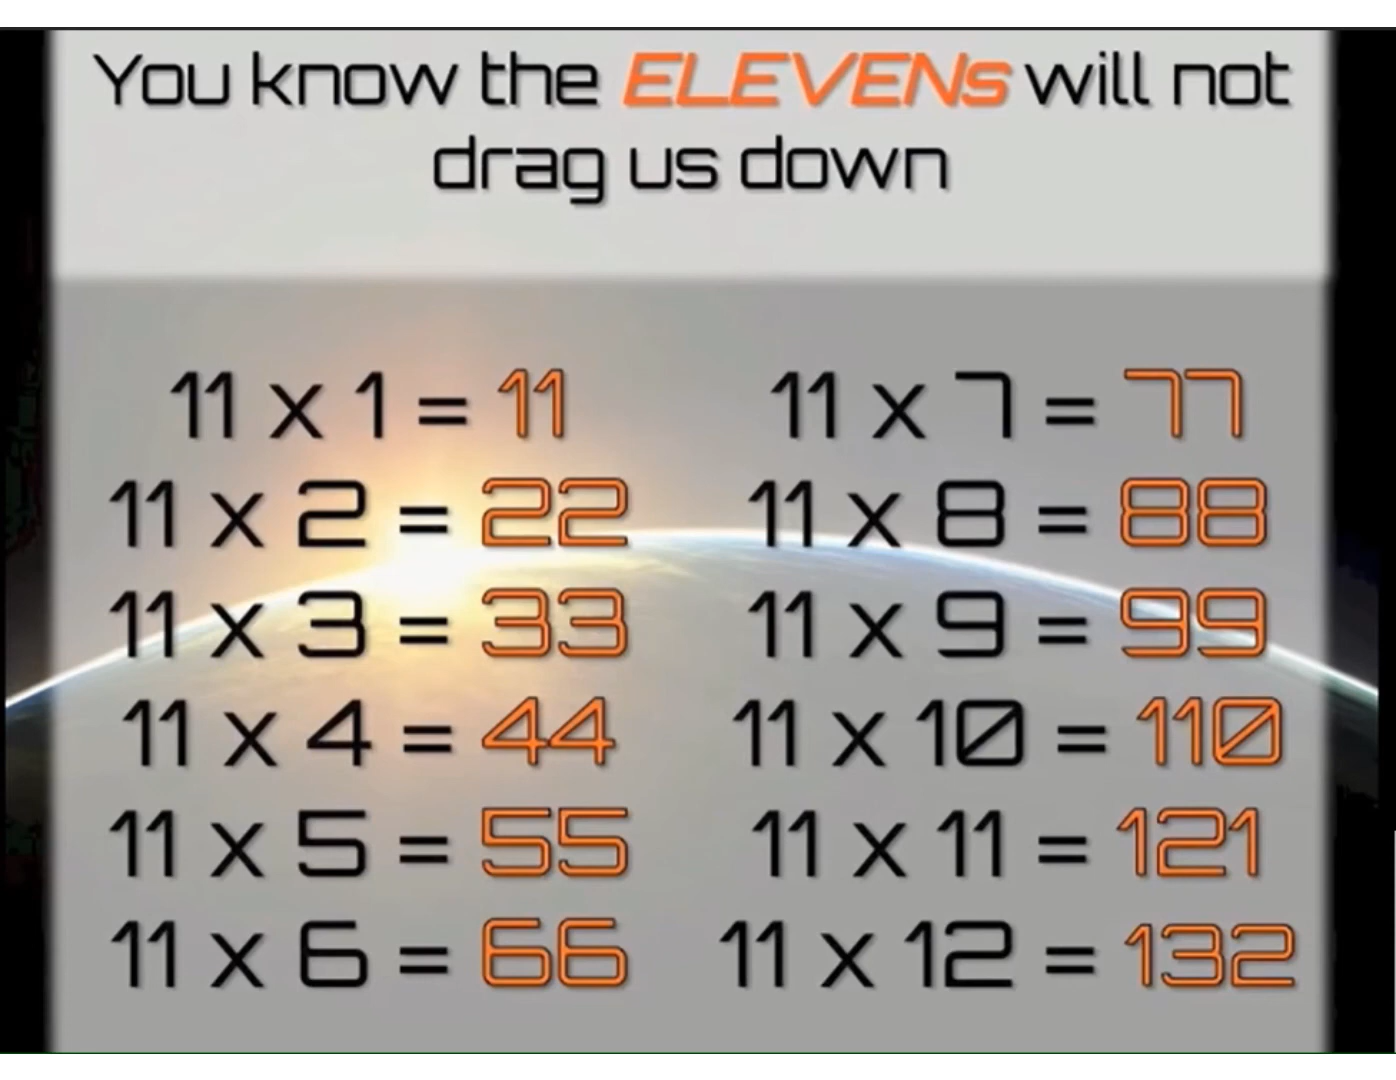 You know the ELEVENs will not
drag us down
11 x 1 = 11
11 x 2 = 22
11 x 3 = 33
11 x 4 = 44
11 x 5 = 55
11 x 6 = 66
11 x 7 = 77
11 x 8 = 88
11 x 9 = 99
11 x 10 = 110
11 x 11 = 121
11 x 12 = 132